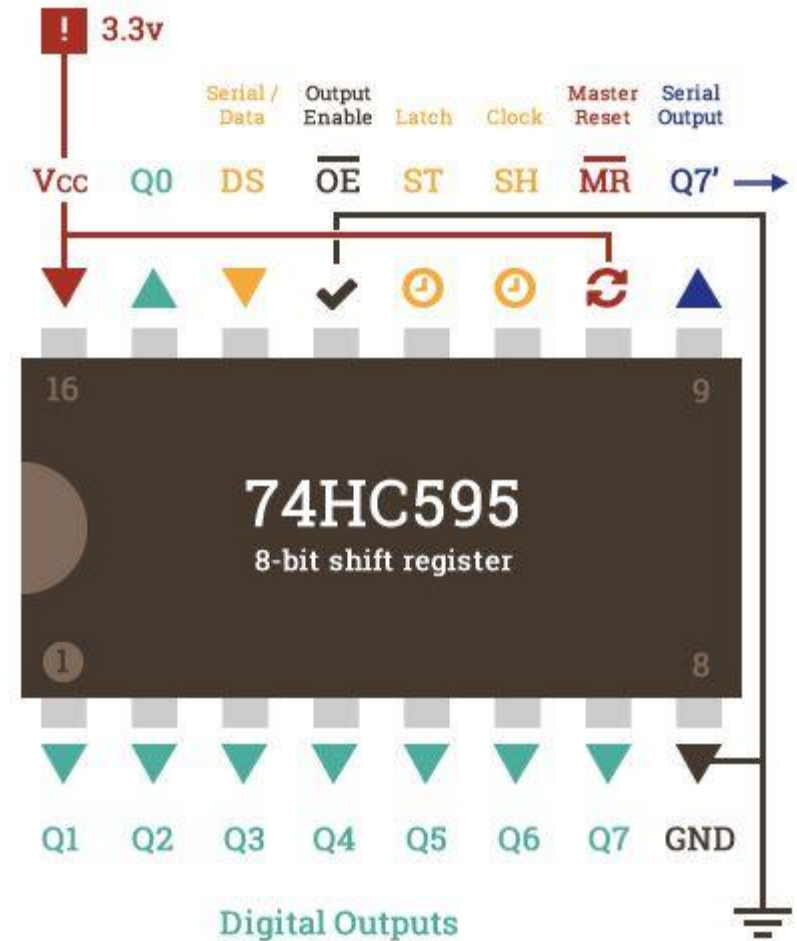 ! 3.3v
Serial / Output Master Serial
Data Enable Latch Clock Reset Output
Vcc Q0 DS OE ST SH MR Q7’
16 9
74HC595
8-bit shift register
1 8
Q1 Q2 Q3 Q4 Q5 Q6 Q7 GND
Digital Outputs